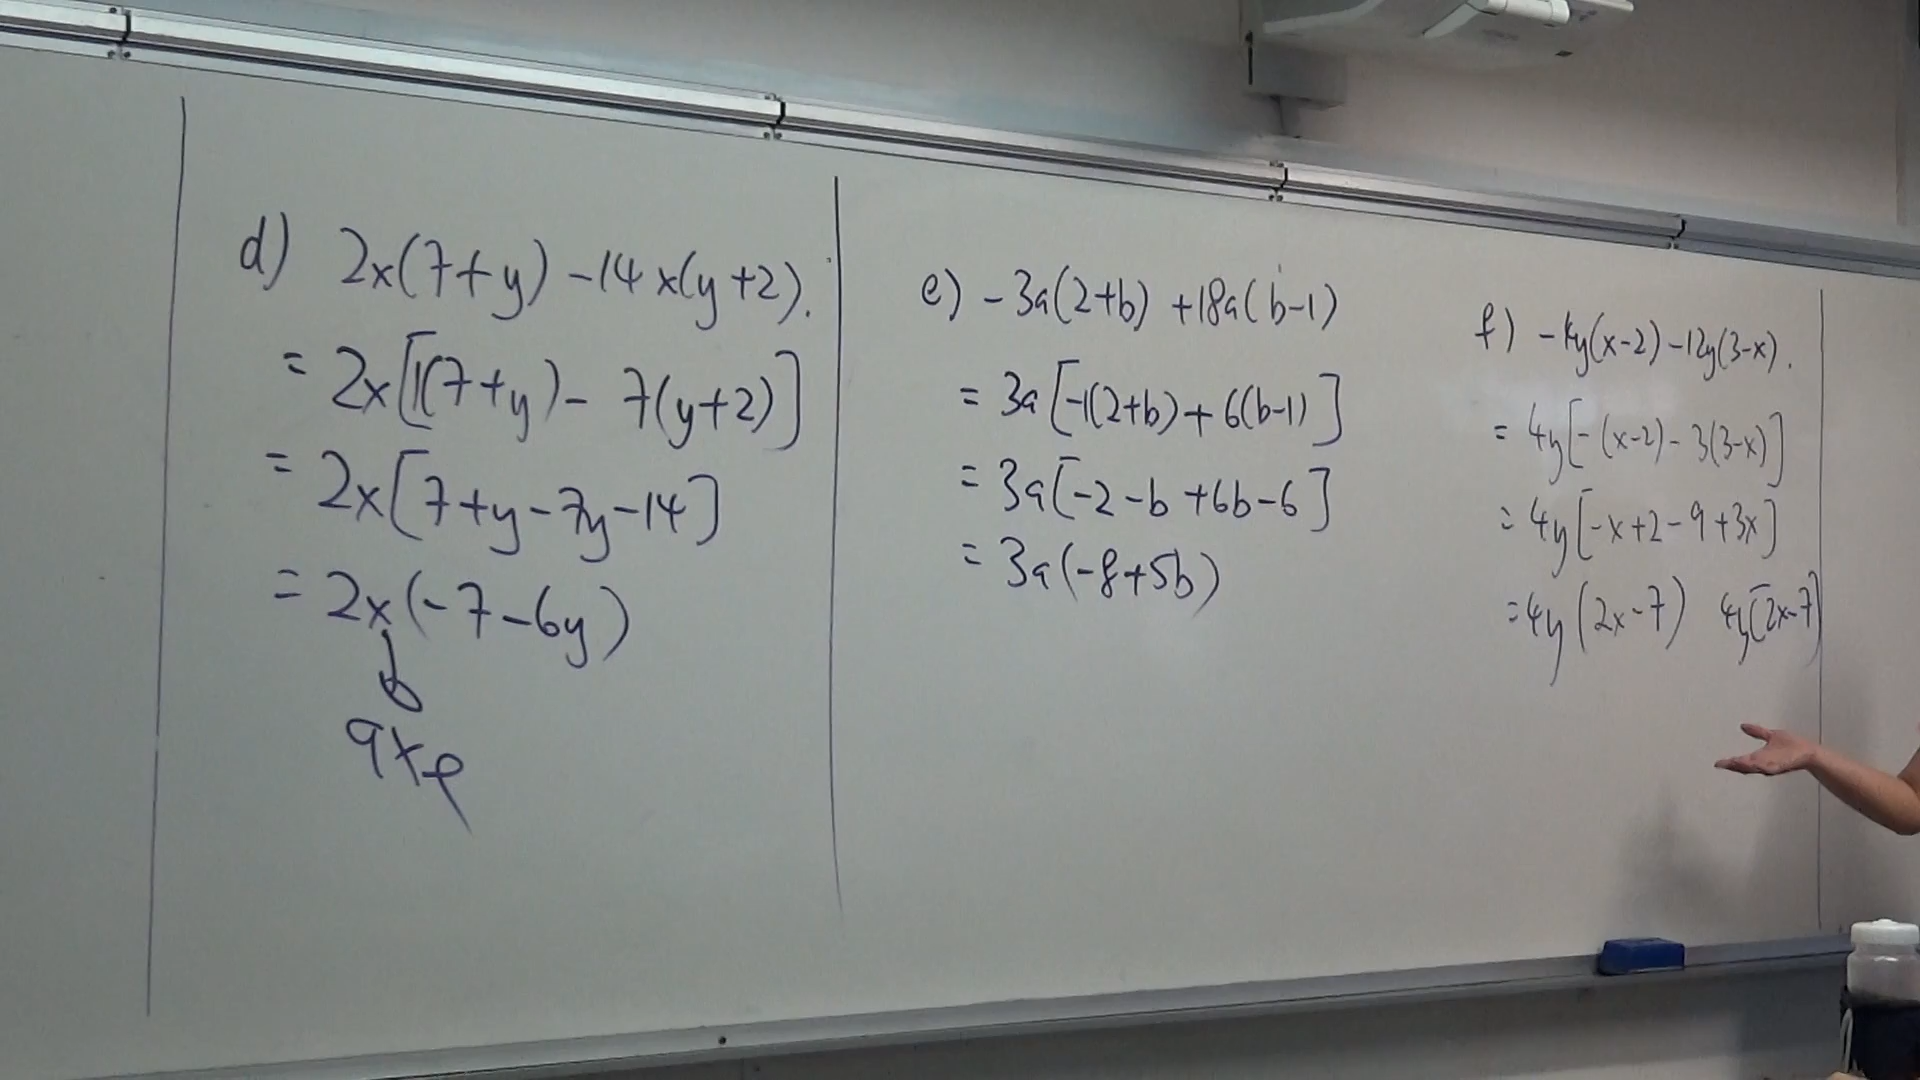 d) 2x(7+y) -14x(y+2).
= 2x[1(7+y) - 7(y+2)]
= 2x[7+y-7y-14]
= 2x(-7-6y)
e) -3a(2+b) +18a(b-1)
= 3a[-1(2+b)+6(b-1)]
= 3a[-2-b+6b-6]
= 3a(-8+5b)
f) -4y(x-2) -12y(3-x).
= 4y[-(x-2) - 3(3-x)]
= 4y[-x+2-9+3x]
= 4y(2x-7) 4y[2x-7]